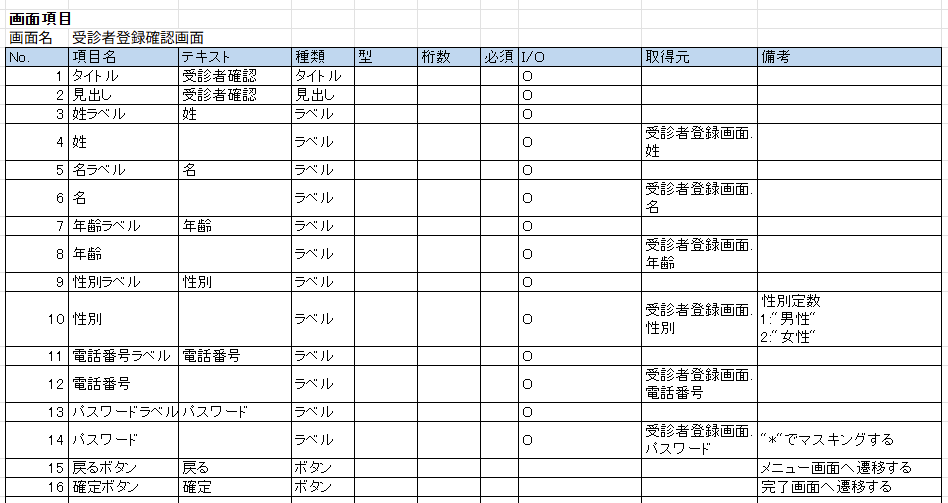 画面項目
画面名 受診者登録確認画面
No. 項目名 テキスト 種類 型 桁数 必須 I/O 取得元 備考
1 タイトル 受診者確認 タイトル O
2 見出し 受診者確認 見出し O
3 姓ラベル 姓 ラベル O
4 姓 ラベル O 受診者登録画面.
姓
5 名ラベル 名 ラベル O
6 名 ラベル O 受診者登録画面.
名
7 年齢ラベル 年齢 ラベル O
8 年齢 ラベル O 受診者登録画面.
年齢
9 性別ラベル 性別 ラベル O
10 性別 ラベル O 受診者登録画面.
性別
性別定数
1:“男性“
2:“女性“
11 電話番号ラベル 電話番号 ラベル O
12 電話番号 ラベル O 受診者登録画面.
電話番号
13 パスワードラベル パスワード ラベル O
14 パスワード ラベル O 受診者登録画面.
パスワード
“*“でマスキングする
15 戻るボタン 戻る ボタン メニュー画面へ遷移する
16 確定ボタン 確定 ボタン 完了画面へ遷移する